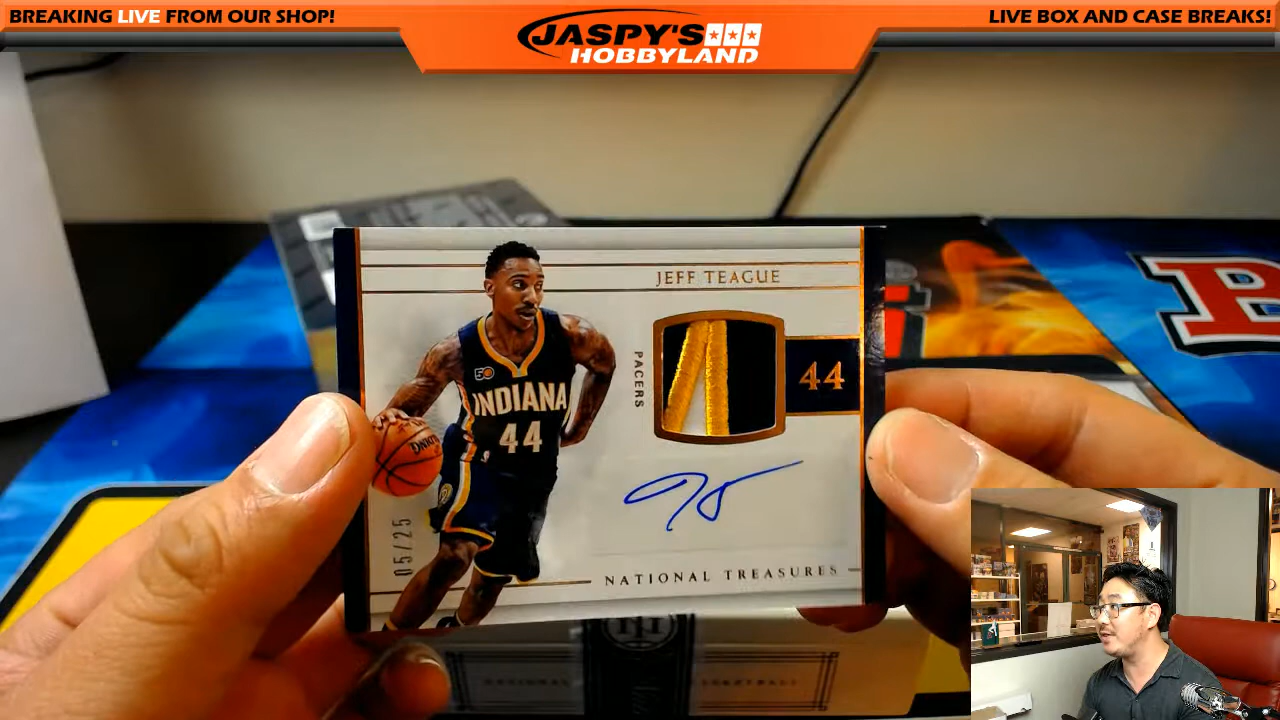 BREAKING LIVE FROM OUR SHOP!
JASPY'S
HOBBYLAND
LIVE BOX AND CASE BREAKS!
JEFF TEAGUE
PACERS
44
50
INDIANA
44
05/25
NATIONAL TREASURES